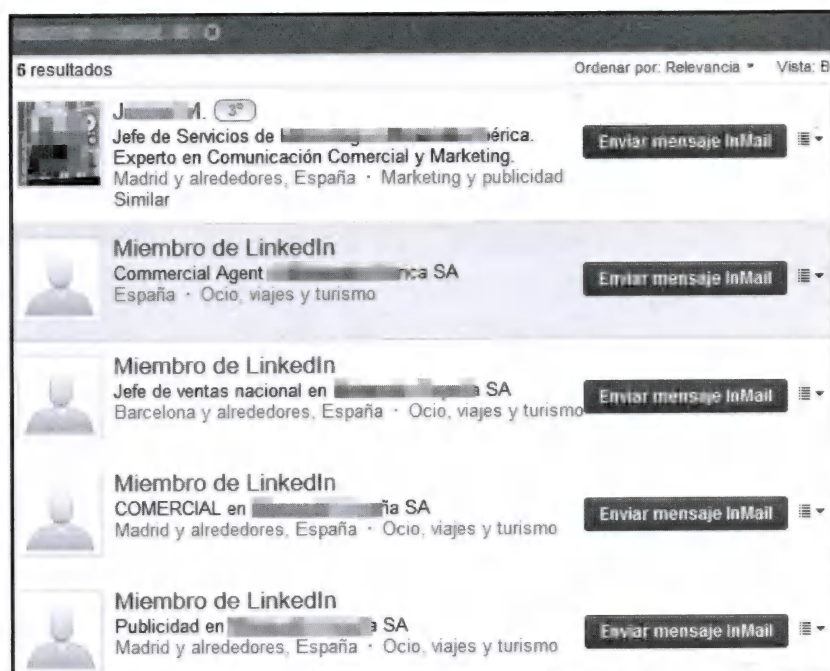 6 resultados
Ordenar por: Relevancia Vista: B
J M. 3º
Jefe de Servicios de érica.
Experto en Comunicación Comercial y Marketing.
Madrid y alrededores, España · Marketing y publicidad
Similar
Enviar mensaje InMail
Miembro de LinkedIn
Commercial Agent rica SA
España · Ocio, viajes y turismo
Enviar mensaje InMail
Miembro de LinkedIn
Jefe de ventas nacional en a SA
Barcelona y alrededores, España · Ocio, viajes y turismo
Enviar mensaje InMail
Miembro de LinkedIn
COMERCIAL en ña SA
Madrid y alrededores, España · Ocio, viajes y turismo
Enviar mensaje InMail
Miembro de LinkedIn
Publicidad en SA
Madrid y alrededores, España · Ocio, viajes y turismo
Enviar mensaje InMail